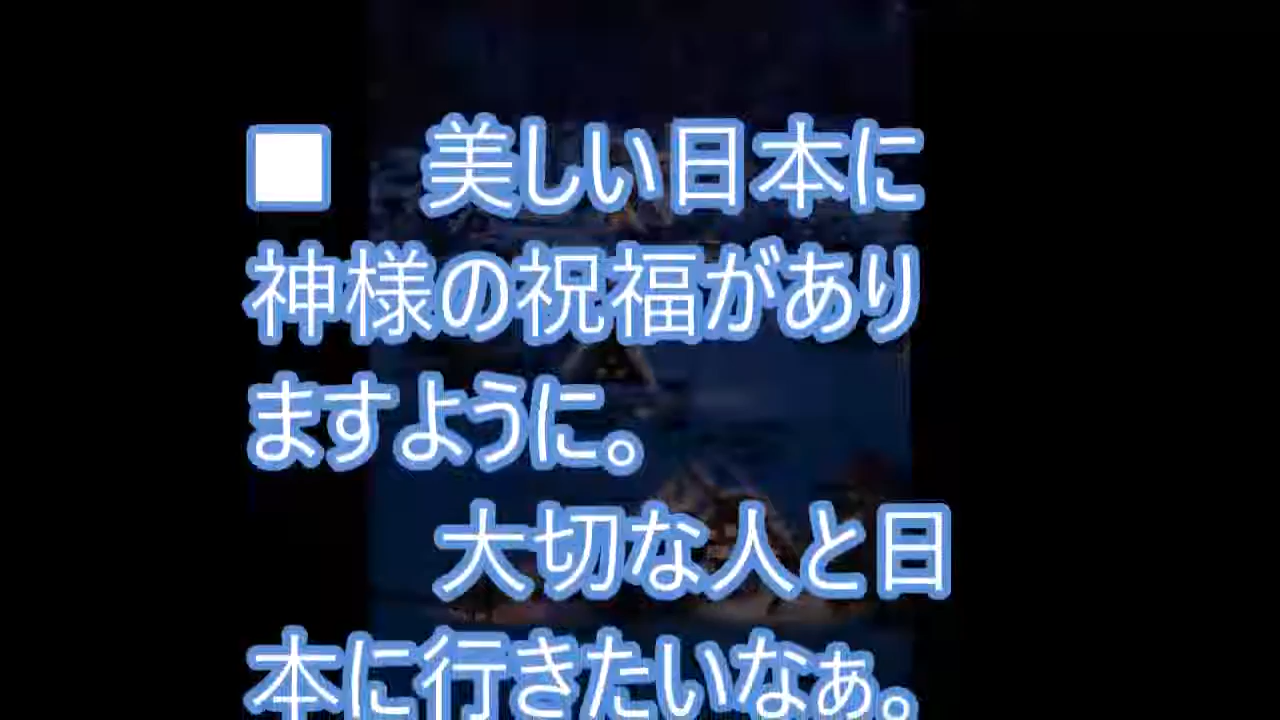 ■　美しい日本に
神様の祝福があり
ますように。
大切な人と日
本に行きたいなぁ。